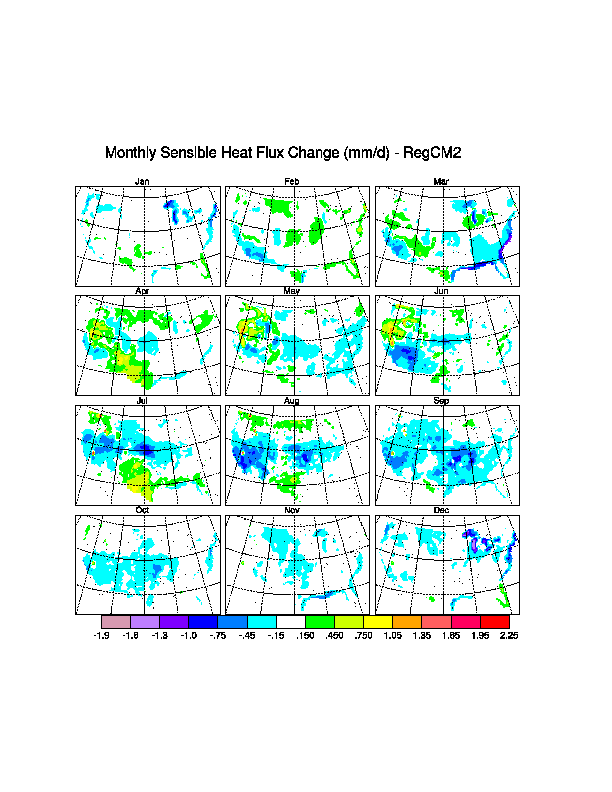 Monthly Sensible Heat Flux Change (mm/d) - RegCM2
Jan Feb Mar
Apr May Jun
Jul Aug Sep
Oct Nov Dec
-1.9 -1.6 -1.3 -1.0 -.75 -.45 -.15 .150 .450 .750 1.05 1.35 1.65 1.95 2.25